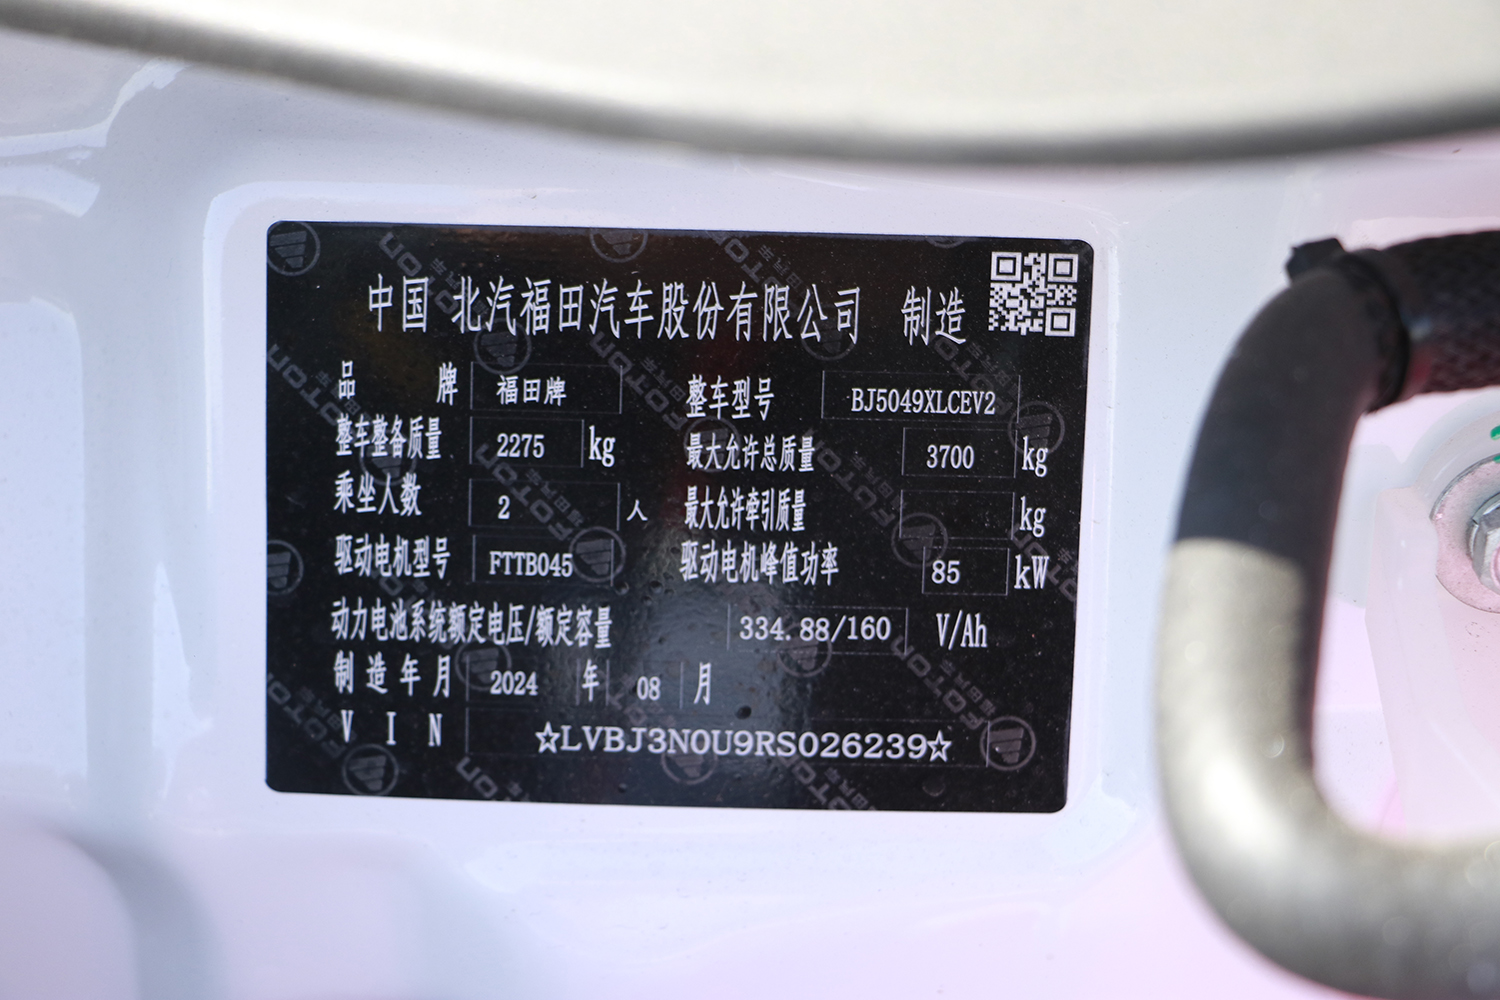 中国 北汽福田汽车股份有限公司 制造
品 牌 福田牌 整车型号 BJ5049XLCEV2
整车整备质量 2275 kg 最大允许总质量 3700 kg
乘坐人数 2 人 最大允许牵引质量 kg
驱动电机型号 FTTB045 驱动电机峰值功率 85 kW
动力电池系统额定电压/额定容量 334.88/160 V/Ah
制造年月 2024 年 08 月
VIN ☆LVBJ3N0U9RS026239☆